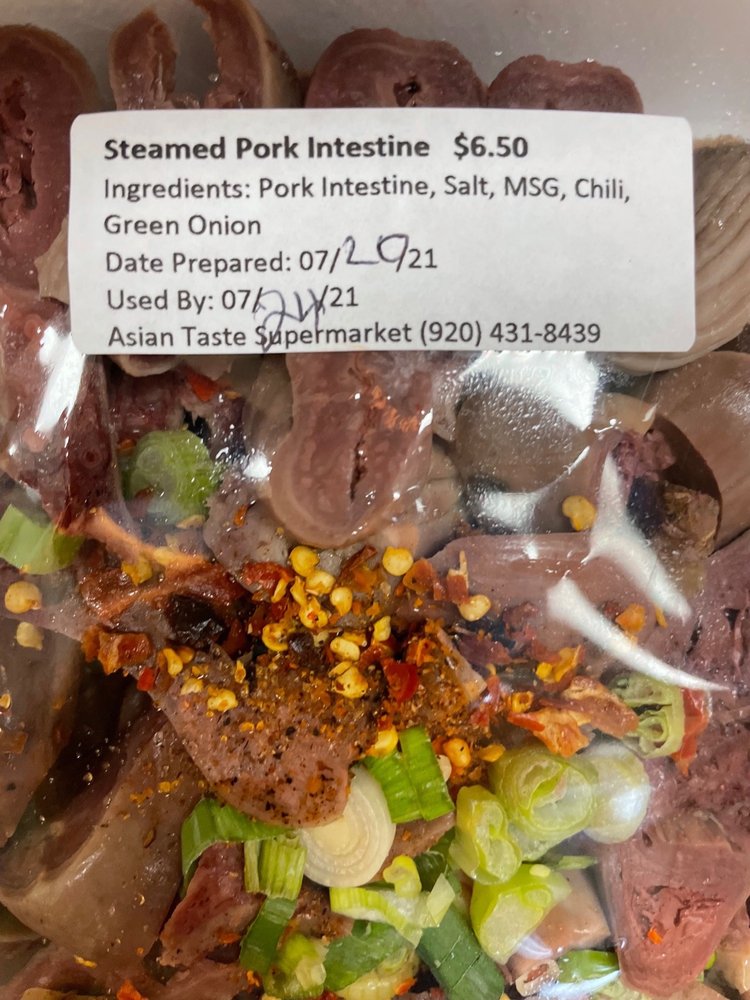 Steamed Pork Intestine $6.50
Ingredients: Pork Intestine, Salt, MSG, Chili,
Green Onion
Date Prepared: 07/20/21
Used By: 07/24/21
Asian Taste Supermarket (920) 431-8439